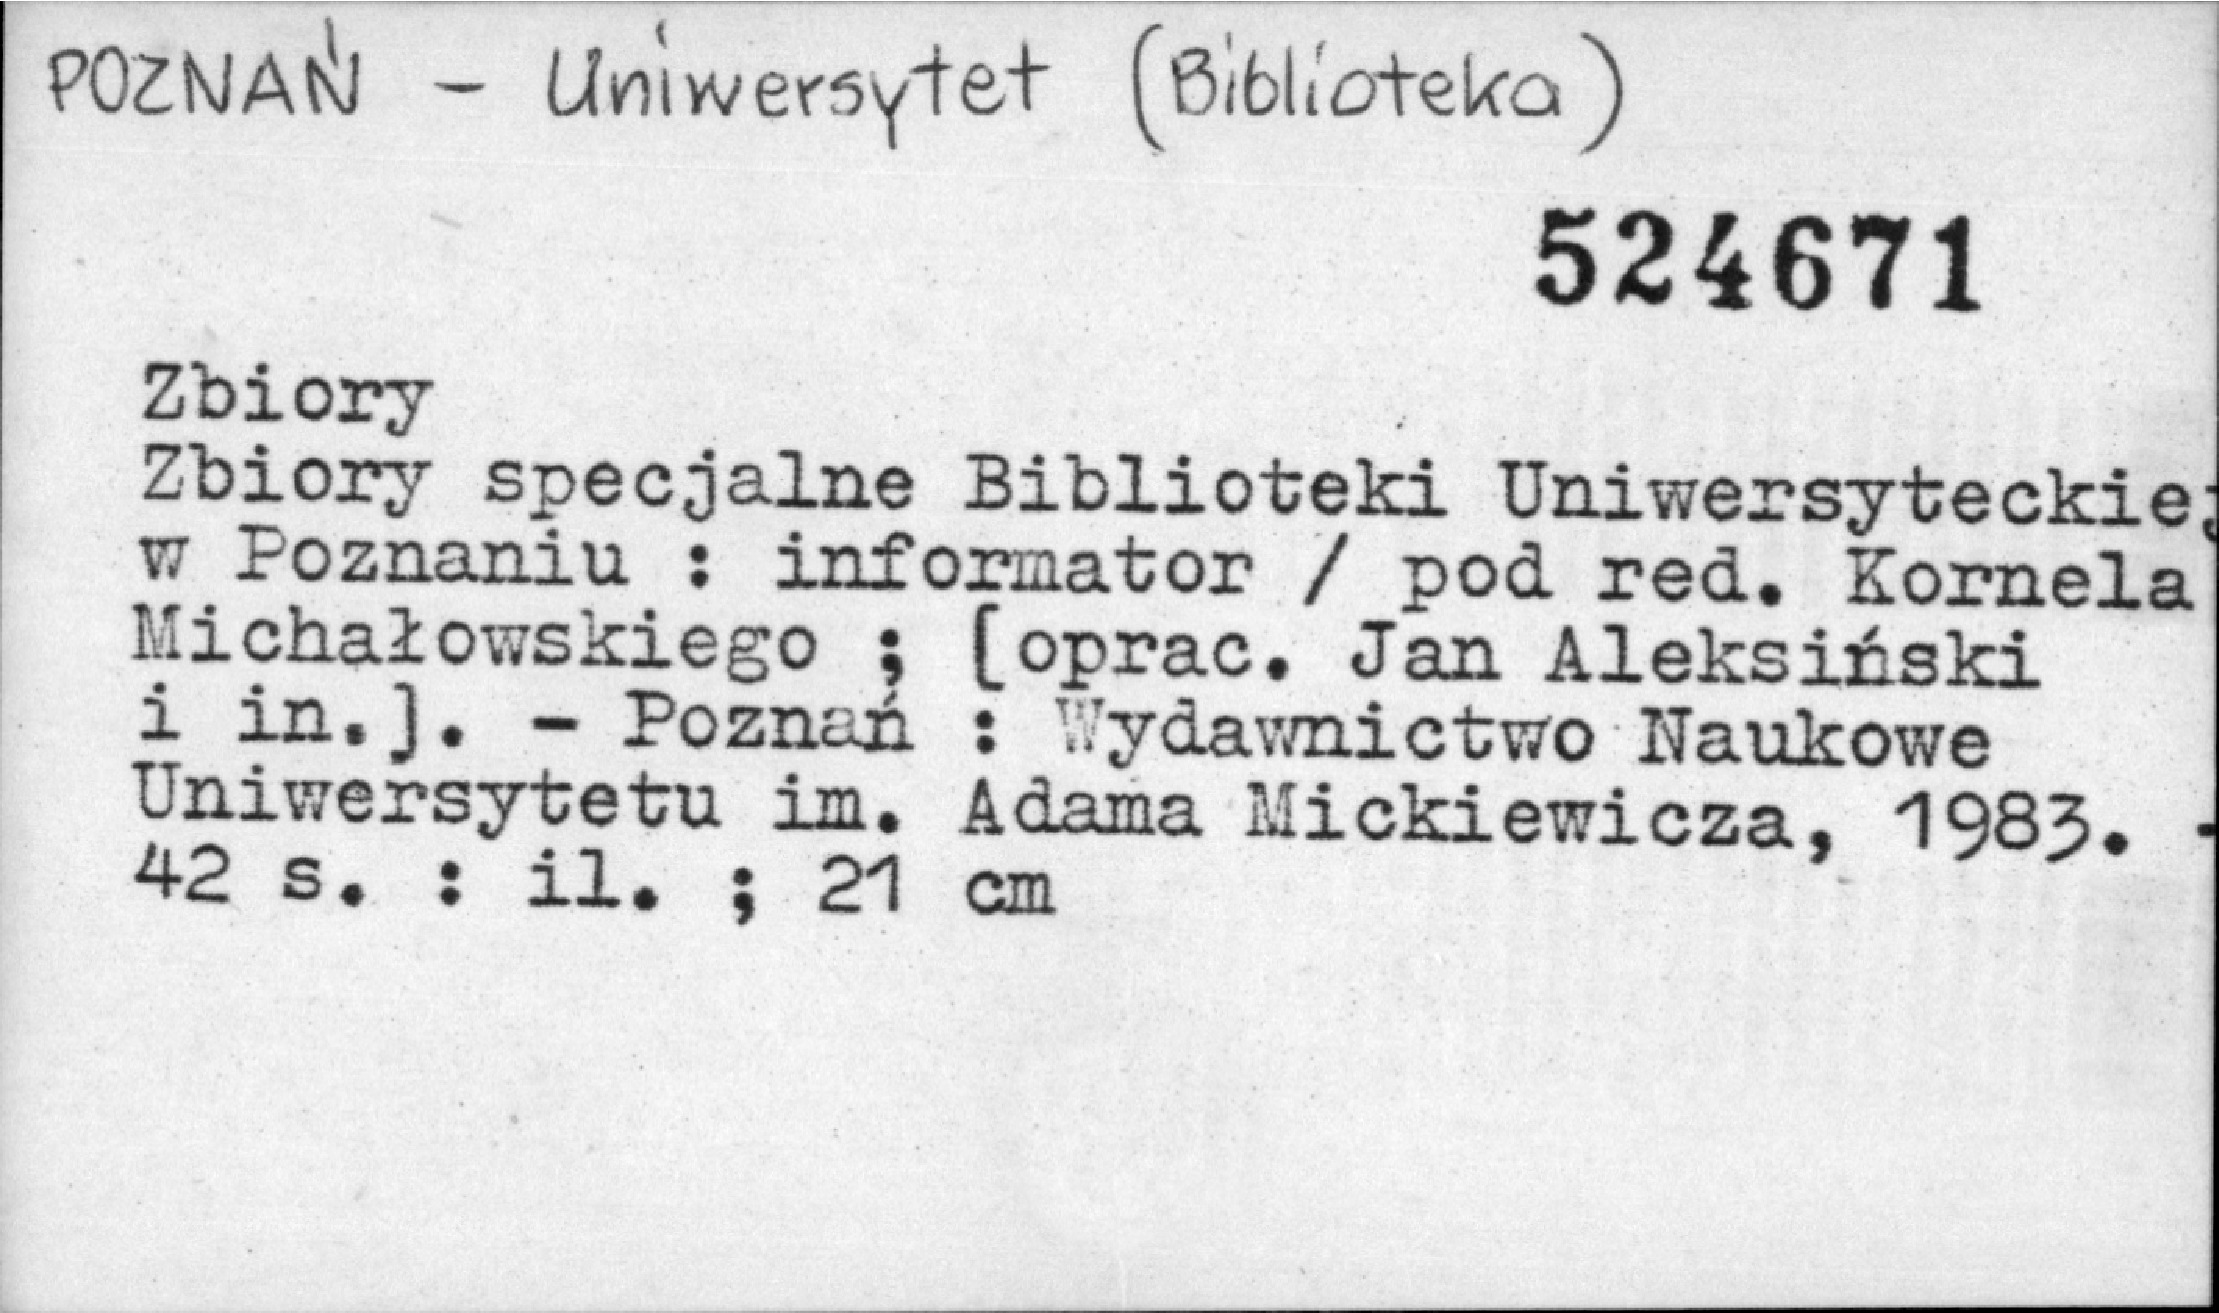 POZNAŃ - Uniwersytet (Biblioteka)
524671
Zbiory
Zbiory specjalne Biblioteki Uniwersyteckiej
w Poznaniu : informator / pod red. Kornela
Michałowskiego ; [oprac. Jan Aleksiński
i in.]. - Poznań : Wydawnictwo Naukowe
Uniwersytetu im. Adama Mickiewicza, 1983. -
42 s. : il. ; 21 cm